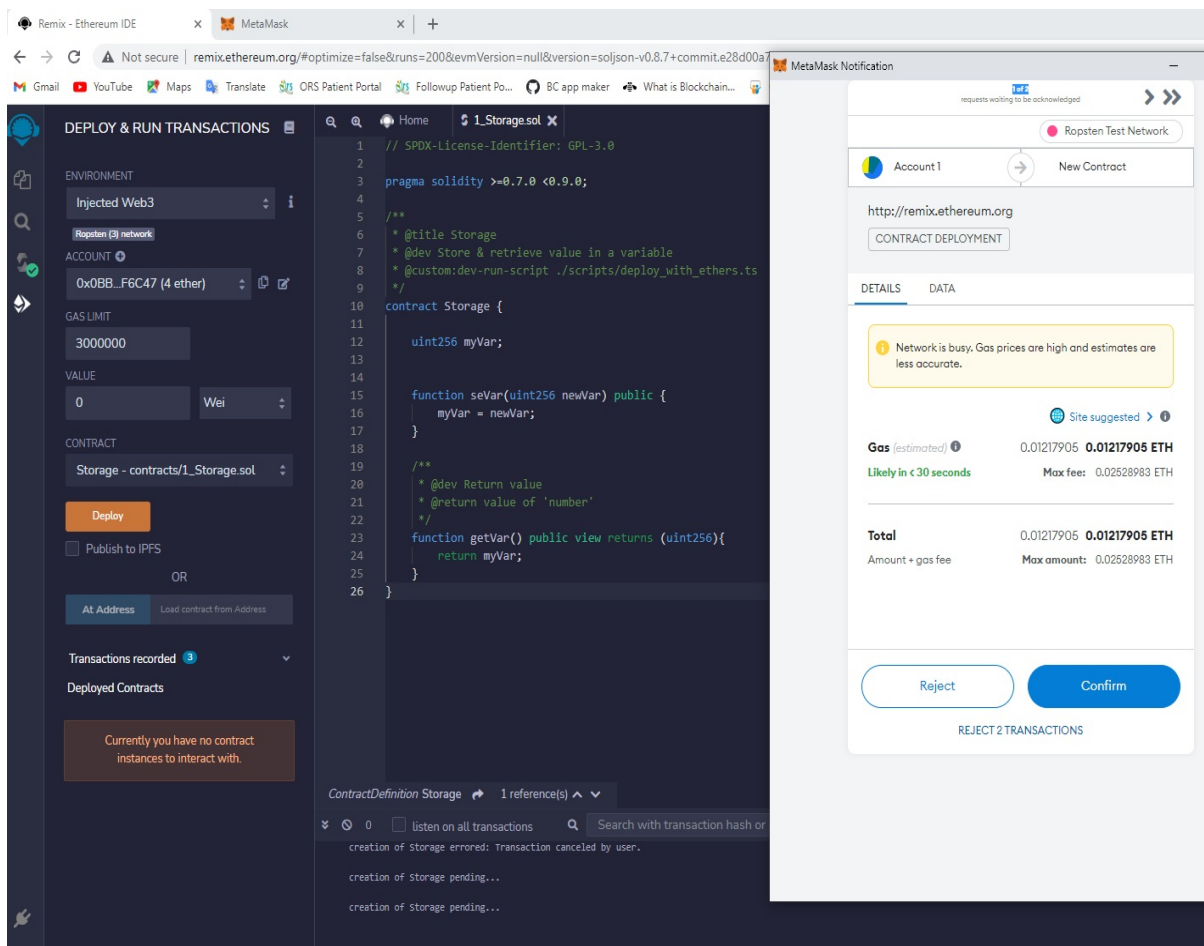 Remix - Ethereum IDE
MetaMask
Not secure | remix.ethereum.org/#optimize=false&runs=200&evmVersion=null&version=soljson-v0.8.7+commit.e28d00a7
Gmail YouTube Maps Translate ORS Patient Portal Followup Patient Po... BC app maker What is Blockchain...
DEPLOY & RUN TRANSACTIONS
ENVIRONMENT
Injected Web3
Ropsten (3) network
ACCOUNT
0x0BB...F6C47 (4 ether)
GAS LIMIT
3000000
VALUE
0 Wei
CONTRACT
Storage - contracts/1_Storage.sol
Deploy
Publish to IPFS
OR
At Address Load contract from Address
Transactions recorded 3
Deployed Contracts
Currently you have no contract
instances to interact with.
Home 1_Storage.sol
1 // SPDX-License-Identifier: GPL-3.0
2
3 pragma solidity >=0.7.0 <0.9.0;
4
5 /**
6 * @title Storage
7 * @dev Store & retrieve value in a variable
8 * @custom:dev-run-script ./scripts/deploy_with_ethers.ts
9 */
10 contract Storage {
11
12 uint256 myVar;
13
14
15 function seVar(uint256 newVar) public {
16 myVar = newVar;
17 }
18
19 /**
20 * @dev Return value
21 * @return value of 'number'
22 */
23 function getVar() public view returns (uint256){
24 return myVar;
25 }
26 }
ContractDefinition Storage 1 reference(s)
0 listen on all transactions Search with transaction hash or
creation of Storage errored: Transaction canceled by user.
creation of Storage pending...
creation of Storage pending...
MetaMask Notification
1 of 2
requests waiting to be acknowledged
Ropsten Test Network
Account 1 New Contract
http://remix.ethereum.org
CONTRACT DEPLOYMENT
DETAILS DATA
Network is busy. Gas prices are high and estimates are
less accurate.
Site suggested
Gas (estimated) 0.01217905 0.01217905 ETH
Likely in < 30 seconds Max fee: 0.02528983 ETH
Total 0.01217905 0.01217905 ETH
Amount + gas fee Max amount: 0.02528983 ETH
Reject Confirm
REJECT 2 TRANSACTIONS